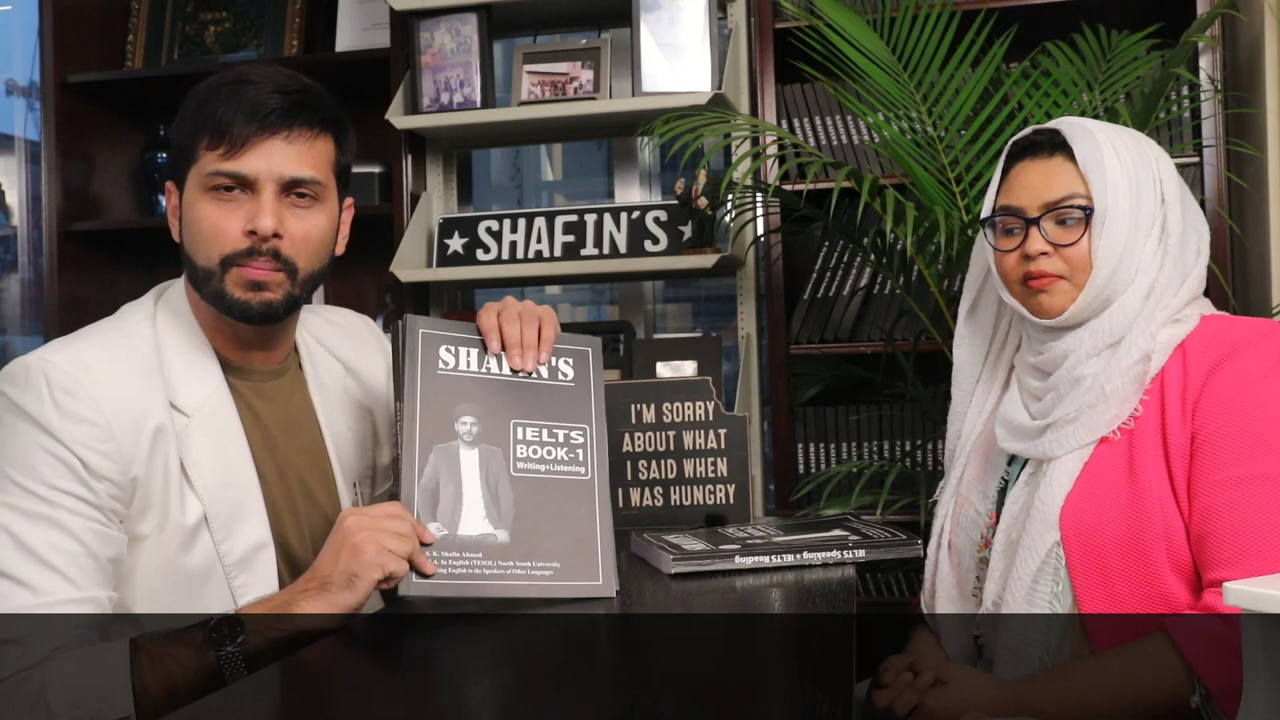 SHAFIN'S
SHAFIN'S
IELTS
BOOK-1
Writing+Listening
S. K. Shafin Ahmed
A. In English (TESOL) North South University
English to the Speakers of Other Languages
I'M SORRY
ABOUT WHAT
I SAID WHEN
I WAS HUNGRY
IELTS Speaking + IELTS Reading